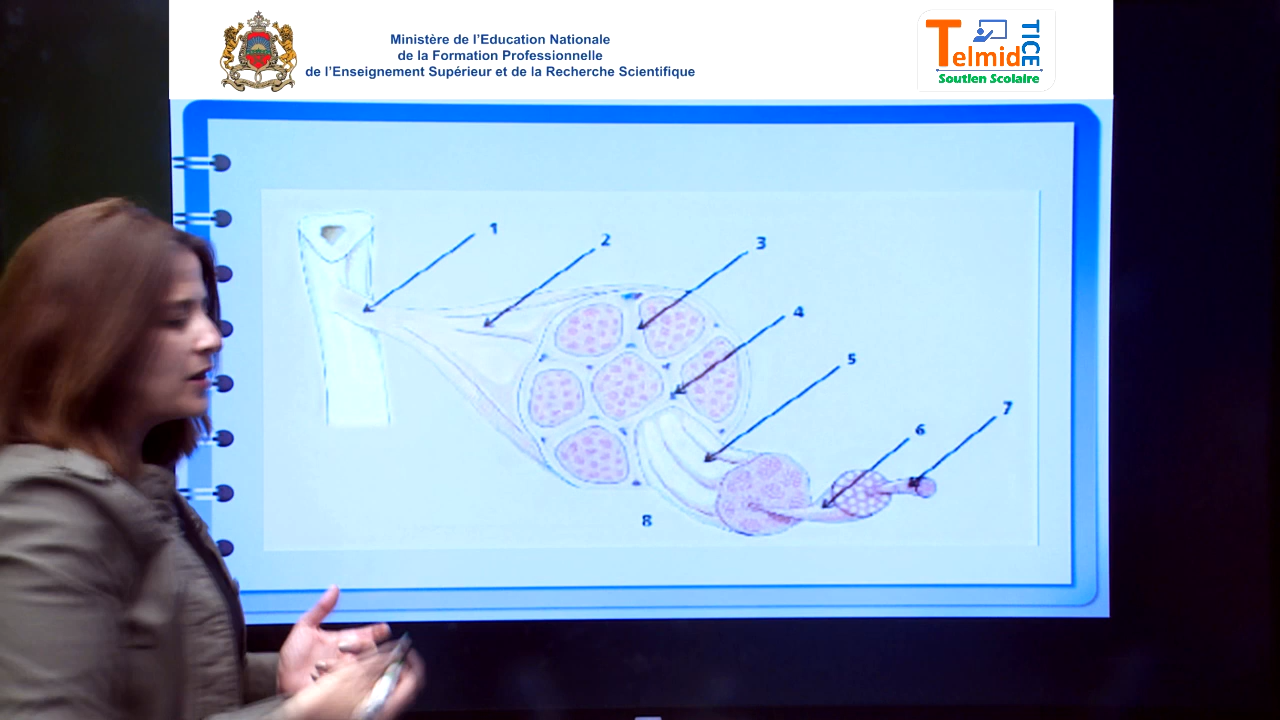 Ministère de l'Education Nationale
de la Formation Professionnelle
de l'Enseignement Supérieur et de la Recherche Scientifique
Telmid TICE
Soutien Scolaire
1
2
3
4
5
6
7
8